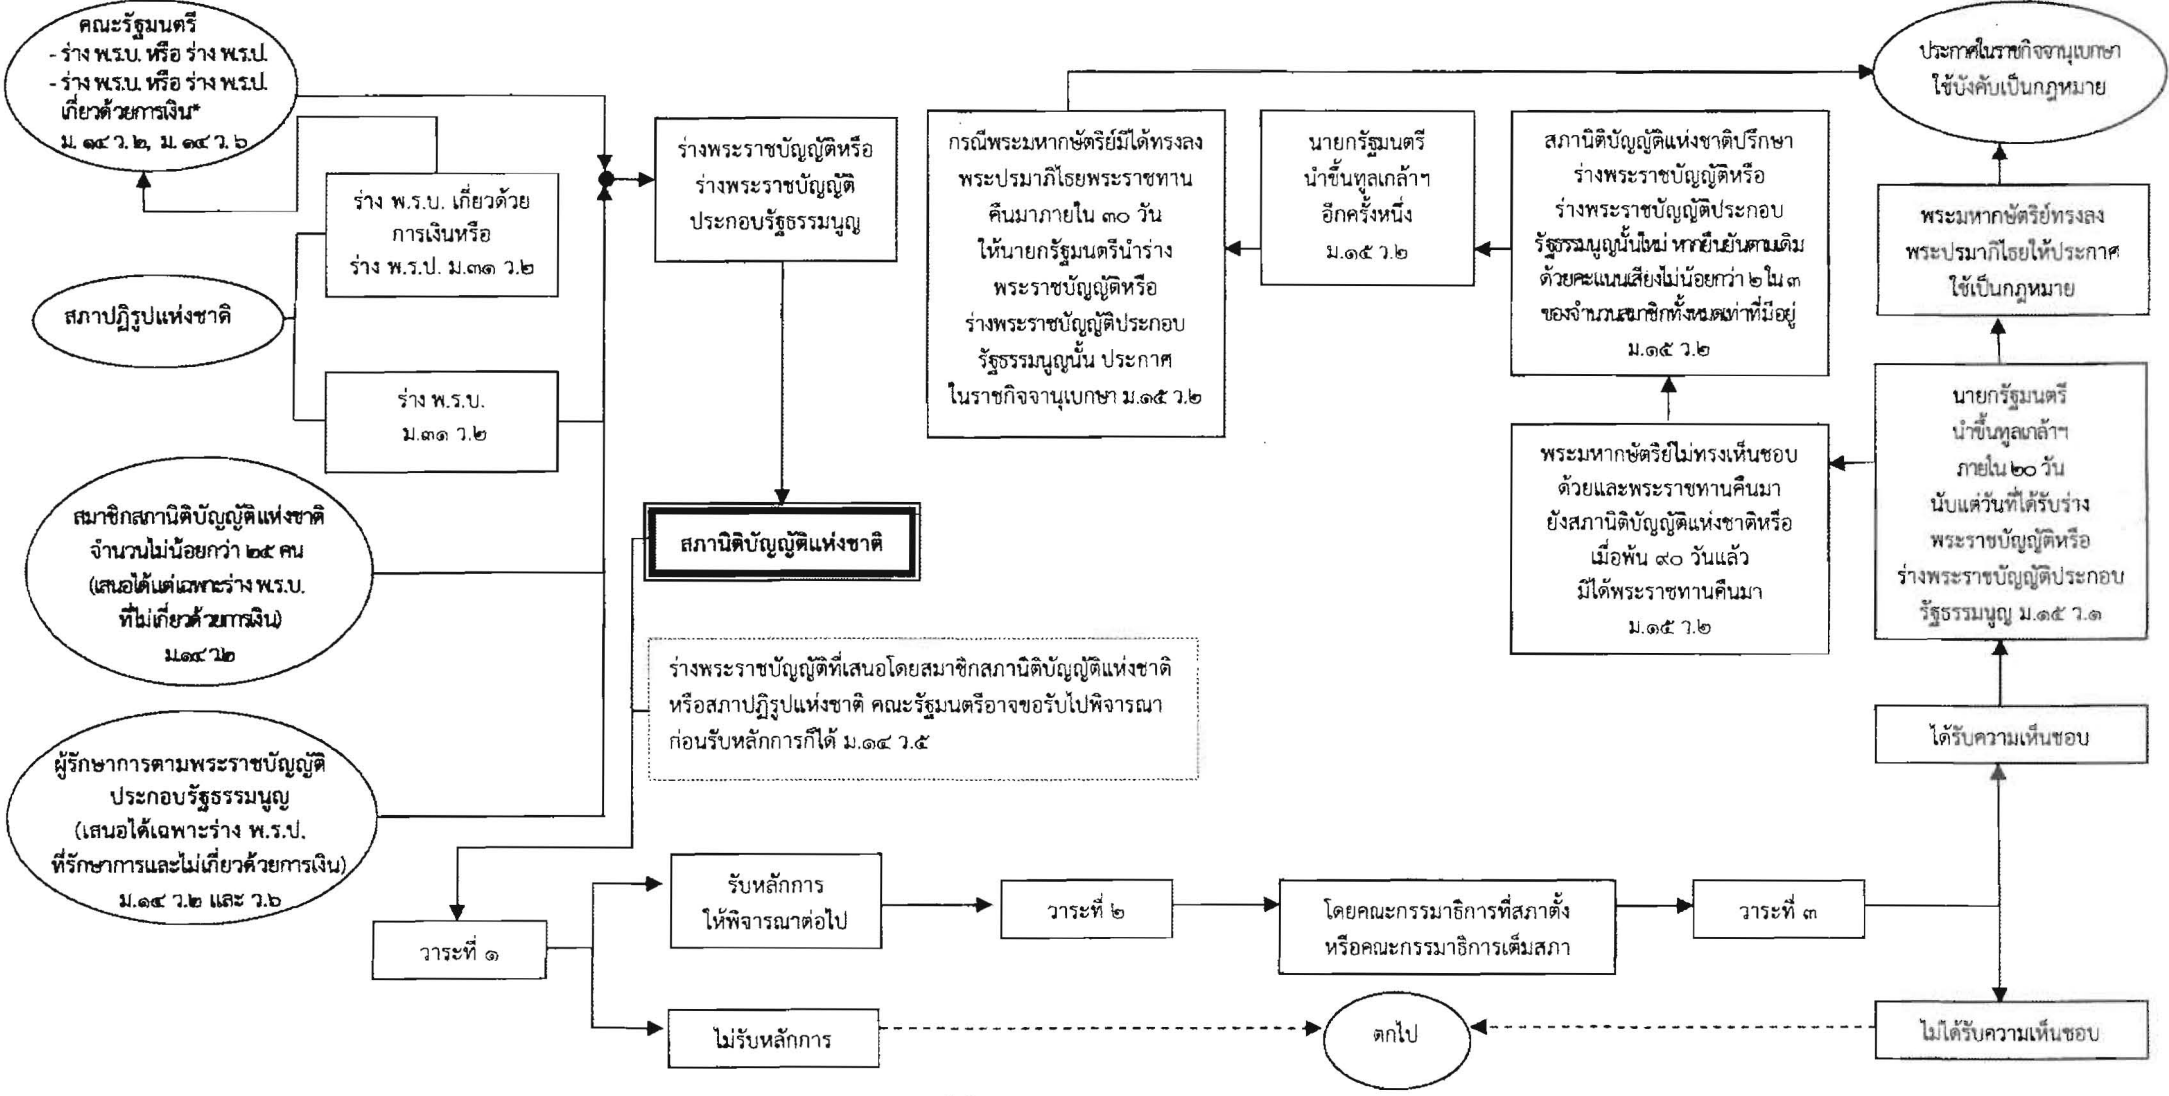 คณะรัฐมนตรี
- ร่าง พ.ร.บ. หรือ ร่าง พ.ร.ป.
- ร่าง พ.ร.บ. หรือ ร่าง พ.ร.ป.
เกี่ยวด้วยการเงิน*
ม. ๑๔ ว. ๒, ม. ๑๔ ว. ๖
ร่าง พ.ร.บ. เกี่ยวด้วย
การเงินหรือ
ร่าง พ.ร.ป. ม.๓๑ ว.๒
สภาปฏิรูปแห่งชาติ
ร่าง พ.ร.บ.
ม.๓๑ ว.๒
สมาชิกสภานิติบัญญัติแห่งชาติ
จำนวนไม่น้อยกว่า ๒๕ คน
(เสนอได้แต่เฉพาะร่าง พ.ร.บ.
ที่ไม่เกี่ยวด้วยการเงิน)
ม.๑๔ ว.๒
ผู้รักษาการตามพระราชบัญญัติ
ประกอบรัฐธรรมนูญ
(เสนอได้เฉพาะร่าง พ.ร.ป.
ที่รักษาการและไม่เกี่ยวด้วยการเงิน)
ม.๑๔ ว.๒ และ ว.๖
ร่างพระราชบัญญัติหรือ
ร่างพระราชบัญญัติ
ประกอบรัฐธรรมนูญ
สภานิติบัญญัติแห่งชาติ
ร่างพระราชบัญญัติที่เสนอโดยสมาชิกสภานิติบัญญัติแห่งชาติ
หรือสภาปฏิรูปแห่งชาติ คณะรัฐมนตรีอาจขอรับไปพิจารณา
ก่อนรับหลักการก็ได้ ม.๑๔ ว.๕
วาระที่ ๑
รับหลักการ
ให้พิจารณาต่อไป
ไม่รับหลักการ
วาระที่ ๒
โดยคณะกรรมาธิการที่สภาตั้ง
หรือคณะกรรมาธิการเต็มสภา
ตกไป
วาระที่ ๓
ได้รับความเห็นชอบ
ไม่ได้รับความเห็นชอบ
นายกรัฐมนตรี
นำขึ้นทูลเกล้าฯ
ภายใน ๒๐ วัน
นับแต่วันที่ได้รับร่าง
พระราชบัญญัติหรือ
ร่างพระราชบัญญัติประกอบ
รัฐธรรมนูญ ม.๑๕ ว.๑
พระมหากษัตริย์ทรงลง
พระปรมาภิไธยให้ประกาศ
ใช้เป็นกฎหมาย
ประกาศในราชกิจจานุเบกษา
ใช้บังคับเป็นกฎหมาย
พระมหากษัตริย์ไม่ทรงเห็นชอบ
ด้วยและพระราชทานคืนมา
ยังสภานิติบัญญัติแห่งชาติหรือ
เมื่อพ้น ๙๐ วันแล้ว
มิได้พระราชทานคืนมา
ม.๑๕ ว.๒
สภานิติบัญญัติแห่งชาติปรึกษา
ร่างพระราชบัญญัติหรือ
ร่างพระราชบัญญัติประกอบ
รัฐธรรมนูญนั้นใหม่ หากยืนยันตามเดิม
ด้วยคะแนนเสียงไม่น้อยกว่า ๒ ใน ๓
ของจำนวนสมาชิกทั้งหมดเท่าที่มีอยู่
ม.๑๕ ว.๒
นายกรัฐมนตรี
นำขึ้นทูลเกล้าฯ
อีกครั้งหนึ่ง
ม.๑๕ ว.๒
กรณีพระมหากษัตริย์มิได้ทรงลง
พระปรมาภิไธยพระราชทาน
คืนมาภายใน ๓๐ วัน
ให้นายกรัฐมนตรีนำร่าง
พระราชบัญญัติหรือ
ร่างพระราชบัญญัติประกอบ
รัฐธรรมนูญนั้น ประกาศ
ในราชกิจจานุเบกษา ม.๑๕ ว.๒